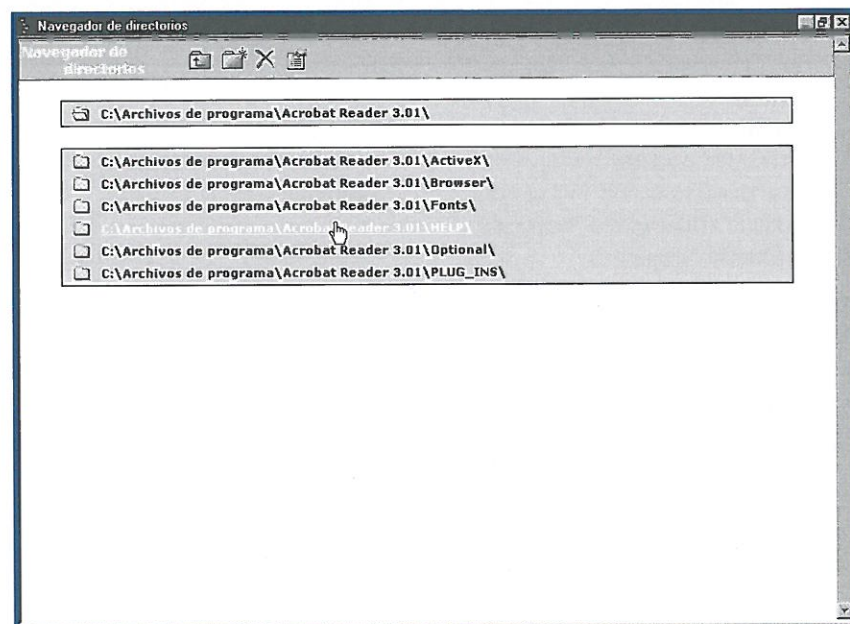 Navegador de directorios
Navegador de
directorios
C:\Archivos de programa\Acrobat Reader 3.01\
C:\Archivos de programa\Acrobat Reader 3.01\ActiveX\
C:\Archivos de programa\Acrobat Reader 3.01\Browser\
C:\Archivos de programa\Acrobat Reader 3.01\Fonts\
C:\Archivos de programa\Acrobat Reader 3.01\HELP\
C:\Archivos de programa\Acrobat Reader 3.01\Optional\
C:\Archivos de programa\Acrobat Reader 3.01\PLUG_INS\